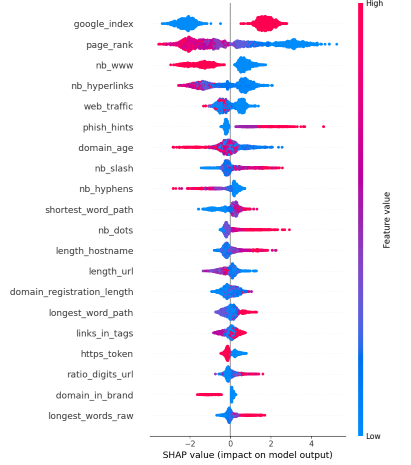 High
google_index
page_rank
nb_www
nb_hyperlinks
web_traffic
phish_hints
domain_age
nb_slash
nb_hyphens
shortest_word_path
nb_dots
length_hostname
length_url
domain_registration_length
longest_word_path
links_in_tags
https_token
ratio_digits_url
domain_in_brand
longest_words_raw
Feature value
Low
−2 0 2 4
SHAP value (impact on model output)